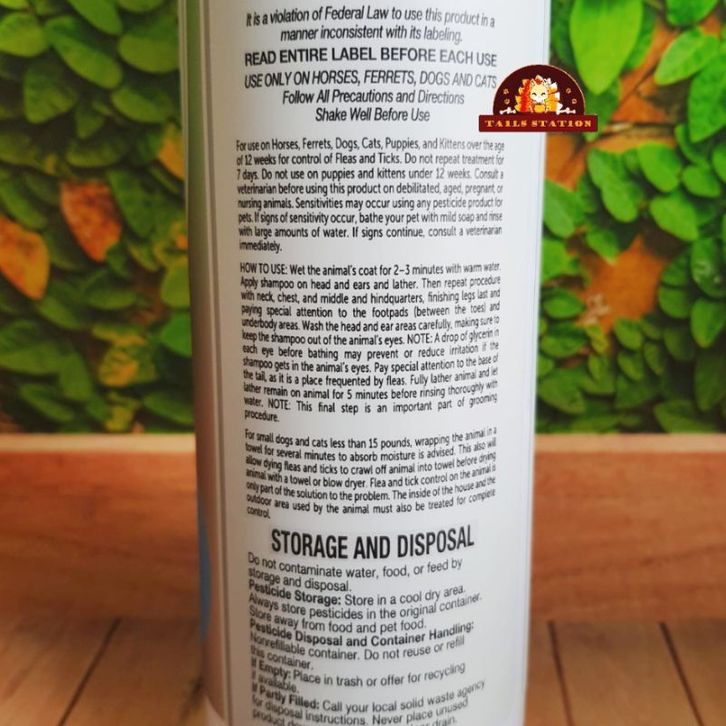 It is a violation of Federal Law to use this product in a
manner inconsistent with its labeling.
READ ENTIRE LABEL BEFORE EACH USE
USE ONLY ON HORSES, FERRETS, DOGS AND CATS
Follow All Precautions and Directions
Shake Well Before Use
TAILS STATION
For use on Horses, Ferrets, Dogs, Cats, Puppies, and Kittens over the age
of 12 weeks for control of Fleas and Ticks. Do not repeat treatment for
7 days. Do not use on puppies and kittens under 12 weeks. Consult a
veterinarian before using this product on debilitated, aged, pregnant or
nursing animals. Sensitivities may occur using any pesticide product for
pets. If signs of sensitivity occur, bathe your pet with mild soap and rinse
with large amounts of water. If signs continue, consult a veterinarian
immediately.
HOW TO USE: Wet the animal's coat for 2–3 minutes with warm water.
Apply shampoo on head and ears and lather. Then repeat procedure
with neck, chest, and middle and hindquarters, finishing legs last and
paying special attention to the footpads (between the toes) and
underbody areas. Wash the head and ear areas carefully, making sure to
keep the shampoo out of the animal's eyes. NOTE: A drop of glycerin in
each eye before bathing may prevent or reduce irritation if the
shampoo gets in the animal's eyes. Pay special attention to the base of
the tail, as it is a place frequented by fleas. Fully lather animal and let
lather remain on animal for 5 minutes before rinsing thoroughly with
water. NOTE: This final step is an important part of grooming
procedure.
For small dogs and cats less than 15 pounds, wrapping the animal in a
towel for several minutes to absorb moisture is advised. This also will
allow dying fleas and ticks to crawl off animal into towel before drying
animal with a towel or blow dryer. Flea and tick control on the animal is
only part of the solution to the problem. The inside of the house and the
outdoor area used by the animal must also be treated for complete
control.
STORAGE AND DISPOSAL
Do not contaminate water, food, or feed by
storage and disposal.
Pesticide Storage: Store in a cool dry area.
Always store pesticides in the original container.
Store away from food and pet food.
Pesticide Disposal and Container Handling:
Nonrefillable container. Do not reuse or refill
this container.
If Empty: Place in trash or offer for recycling
if available.
If Partly Filled: Call your local solid waste agency
for disposal instructions. Never place unused
product drain.